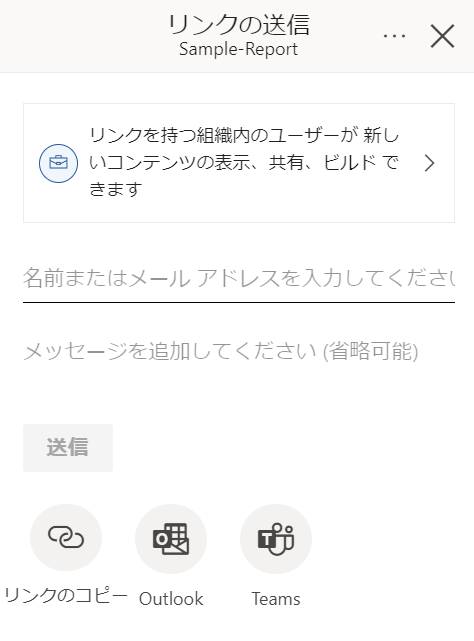 リンクの送信
Sample-Report
リンクを持つ組織内のユーザーが 新し
いコンテンツの表示、共有、ビルド で
きます
名前またはメール アドレスを入力してください
メッセージを追加してください (省略可能)
送信
リンクのコピー
Outlook
Teams